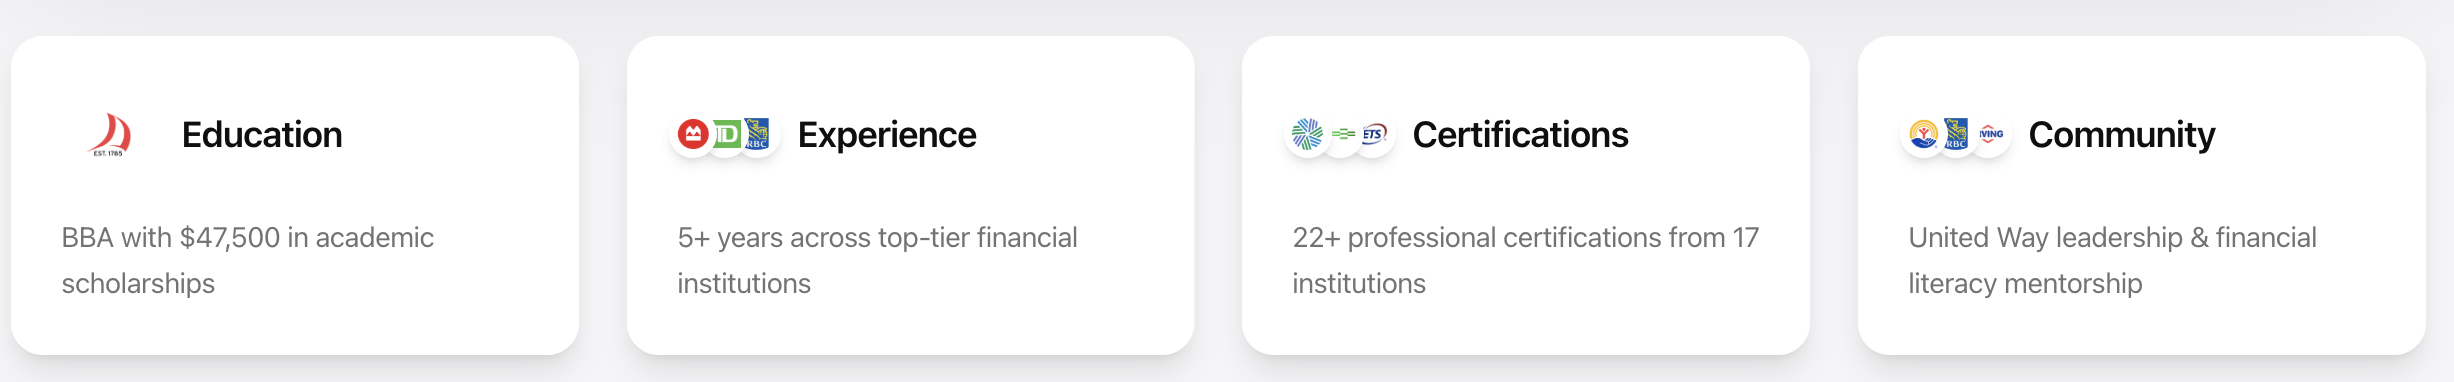 EST. 1785
Education
BBA with $47,500 in academic
scholarships
TD
RBC
Experience
5+ years across top-tier financial
institutions
ETS
Certifications
22+ professional certifications from 17
institutions
RBC
IVING
Community
United Way leadership & financial
literacy mentorship